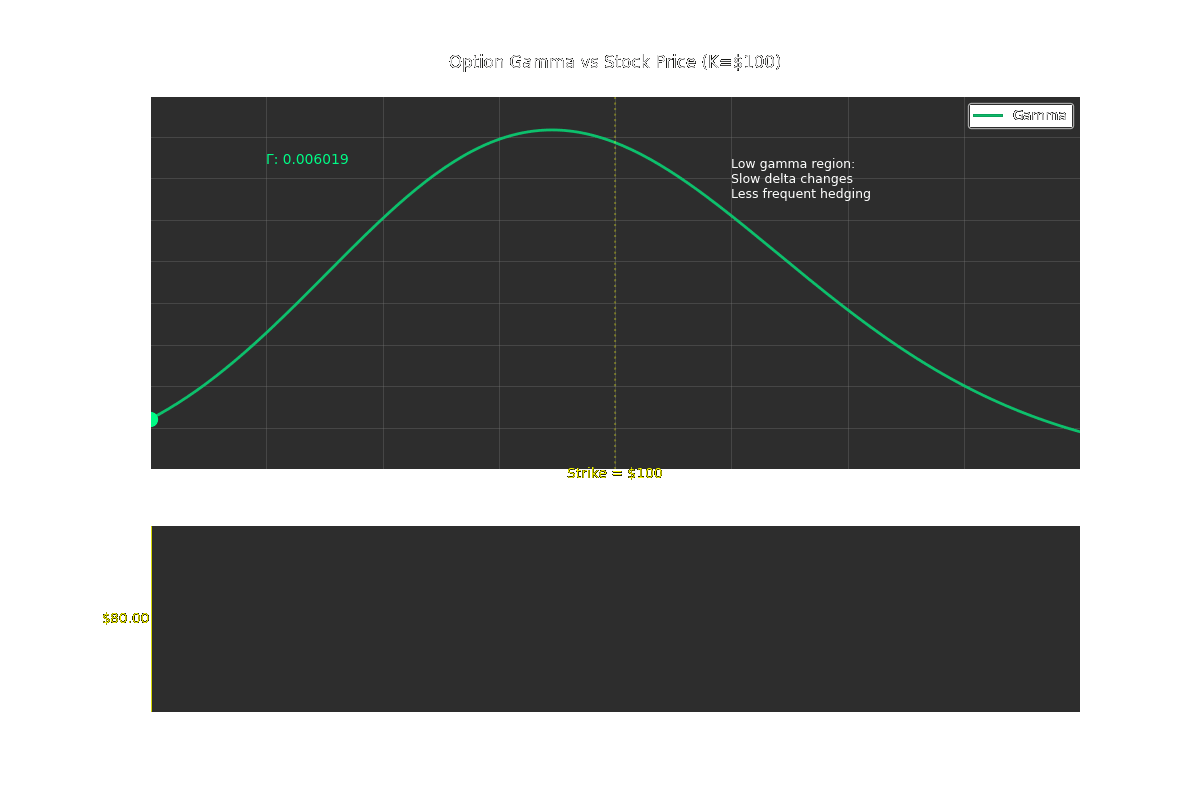 Option Gamma vs Stock Price (K=$100)
Gamma
Γ: 0.006019
Low gamma region:
Slow delta changes
Less frequent hedging
Strike = $100
$80.00